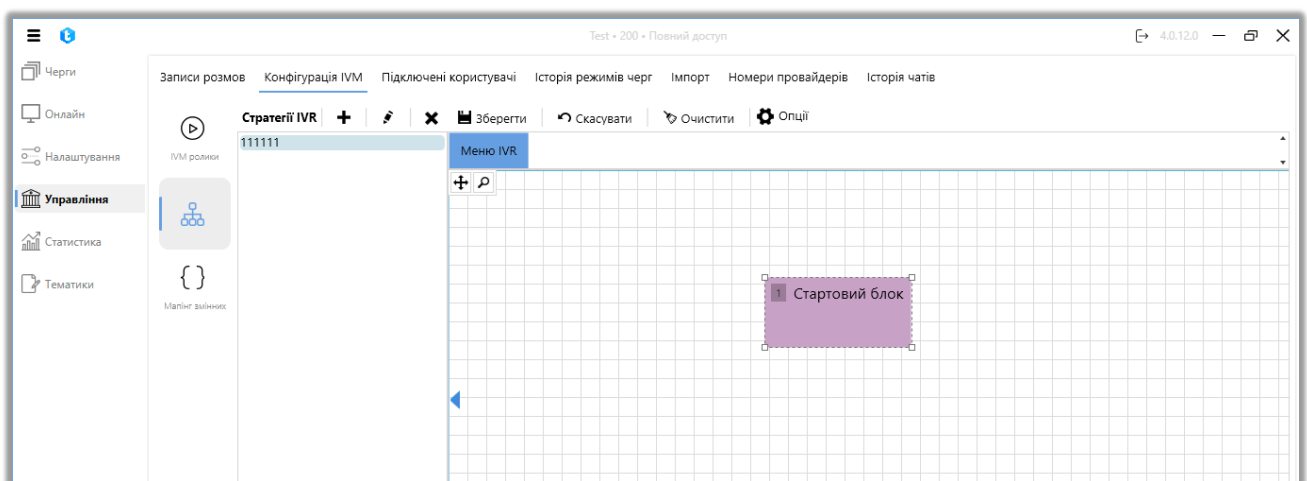 Test • 200 • Повний доступ
4.0.12.0
Черги
Онлайн
Налаштування
Управління
Статистика
Тематики
Записи розмов Конфігурація IVM Підключені користувачі Історія режимів черг Імпорт Номери провайдерів Історія чатів
IVM ролики
Мапінг змінних
Стратегії IVR Зберегти Скасувати Очистити Опції
111111
Меню IVR
1 Стартовий блок